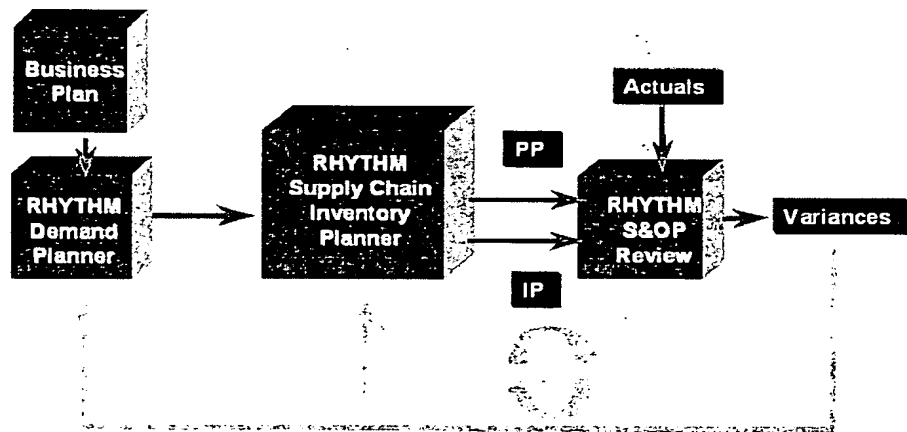 Business
Plan
RHYTHM
Demand
Planner
RHYTHM
Supply Chain
Inventory
Planner
PP
IP
Actuals
RHYTHM
S&OP
Review
Variances